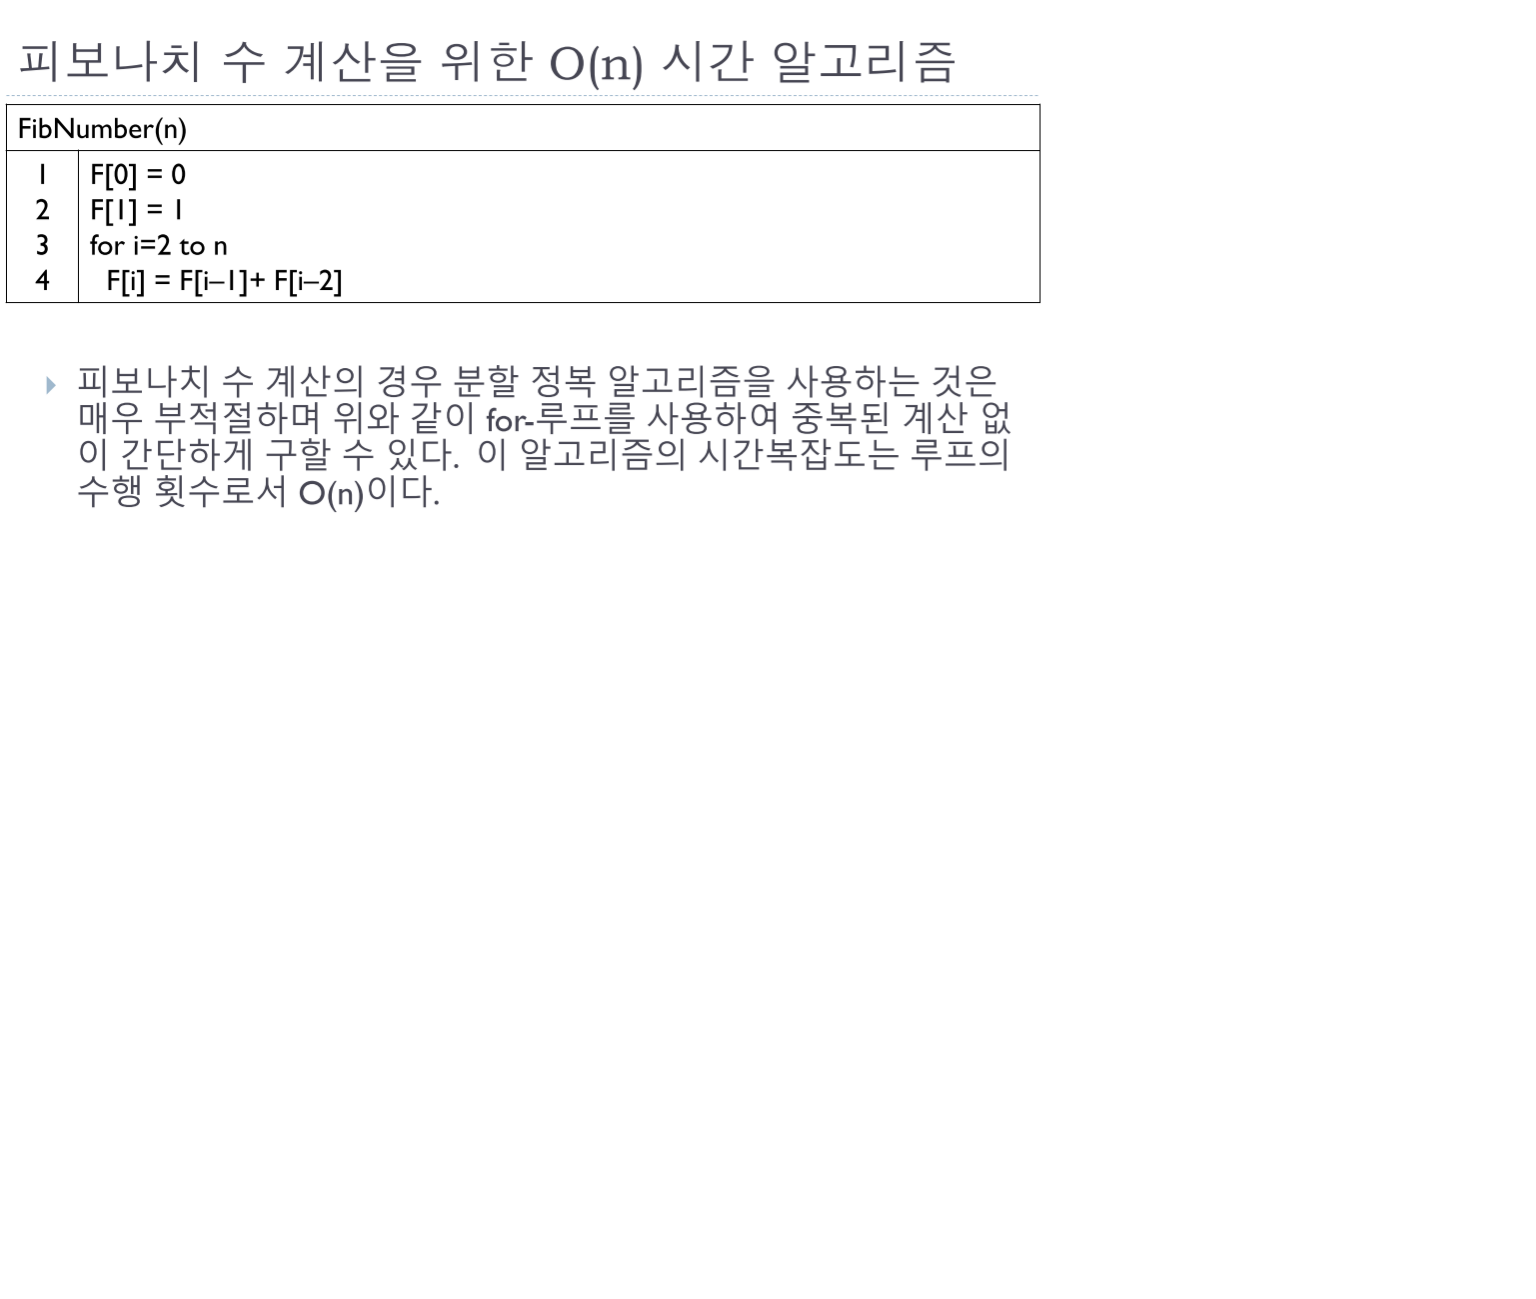 피보나치 수 계산을 위한 O(n) 시간 알고리즘
FibNumber(n)
1 F[0] = 0
2 F[1] = 1
3 for i=2 to n
4 F[i] = F[i–1]+ F[i–2]
피보나치 수 계산의 경우 분할 정복 알고리즘을 사용하는 것은
매우 부적절하며 위와 같이 for-루프를 사용하여 중복된 계산 없
이 간단하게 구할 수 있다. 이 알고리즘의 시간복잡도는 루프의
수행 횟수로서 O(n)이다.